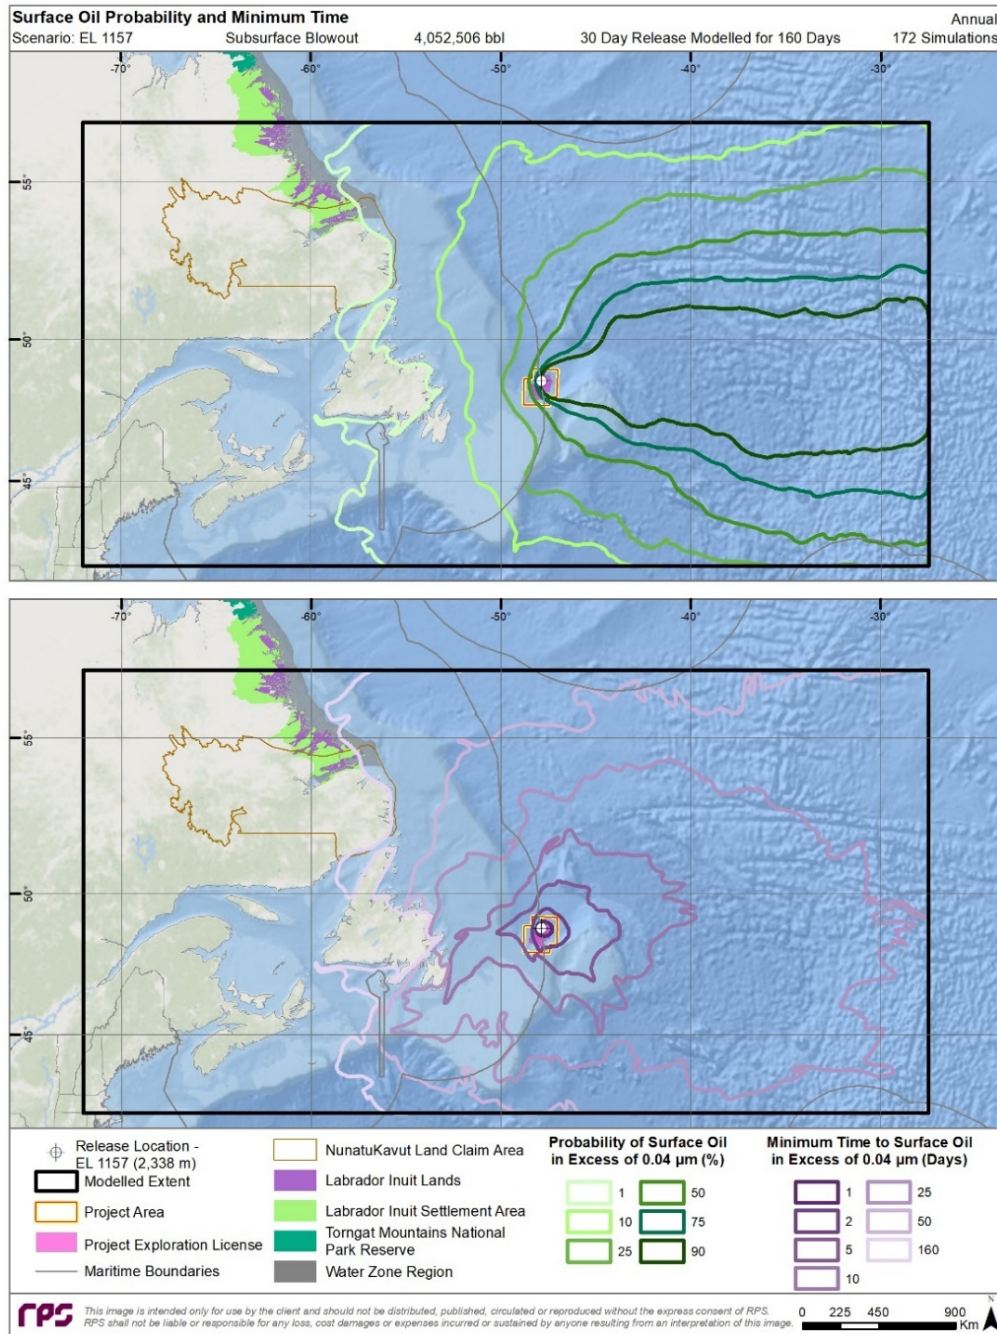 Surface Oil Probability and Minimum Time
Annual
Scenario: EL 1157
Subsurface Blowout
4,052,506 bbl
30 Day Release Modelled for 160 Days
172 Simulations
-70°
-60°
-50°
-40°
-30°
55°
50°
45°
-70°
-60°
-50°
-40°
-30°
55°
50°
45°
Release Location -
EL 1157 (2,338 m)
Modelled Extent
Project Area
Project Exploration License
Maritime Boundaries
NunatuKavut Land Claim Area
Labrador Inuit Lands
Labrador Inuit Settlement Area
Torngat Mountains National
Park Reserve
Water Zone Region
Probability of Surface Oil
in Excess of 0.04 µm (%)
1
50
10
75
25
90
Minimum Time to Surface Oil
in Excess of 0.04 µm (Days)
1
25
2
50
5
160
10
rps
This image is intended only for use by the client and should not be distributed, published, circulated or reproduced without the express consent of RPS.
RPS shall not be liable or responsible for any loss, cost damages or expenses incurred or sustained by anyone resulting from an interpretation of this image.
0
225
450
900
Km
N